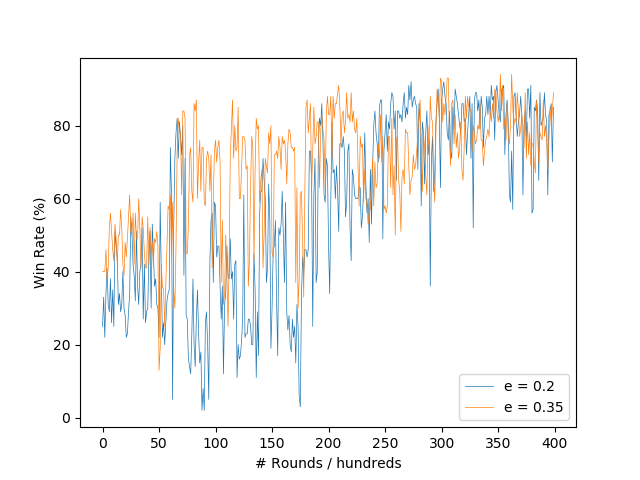 80
60
40
20
0
Win Rate (%)
0 50 100 150 200 250 300 350 400
# Rounds / hundreds
e = 0.2
e = 0.35